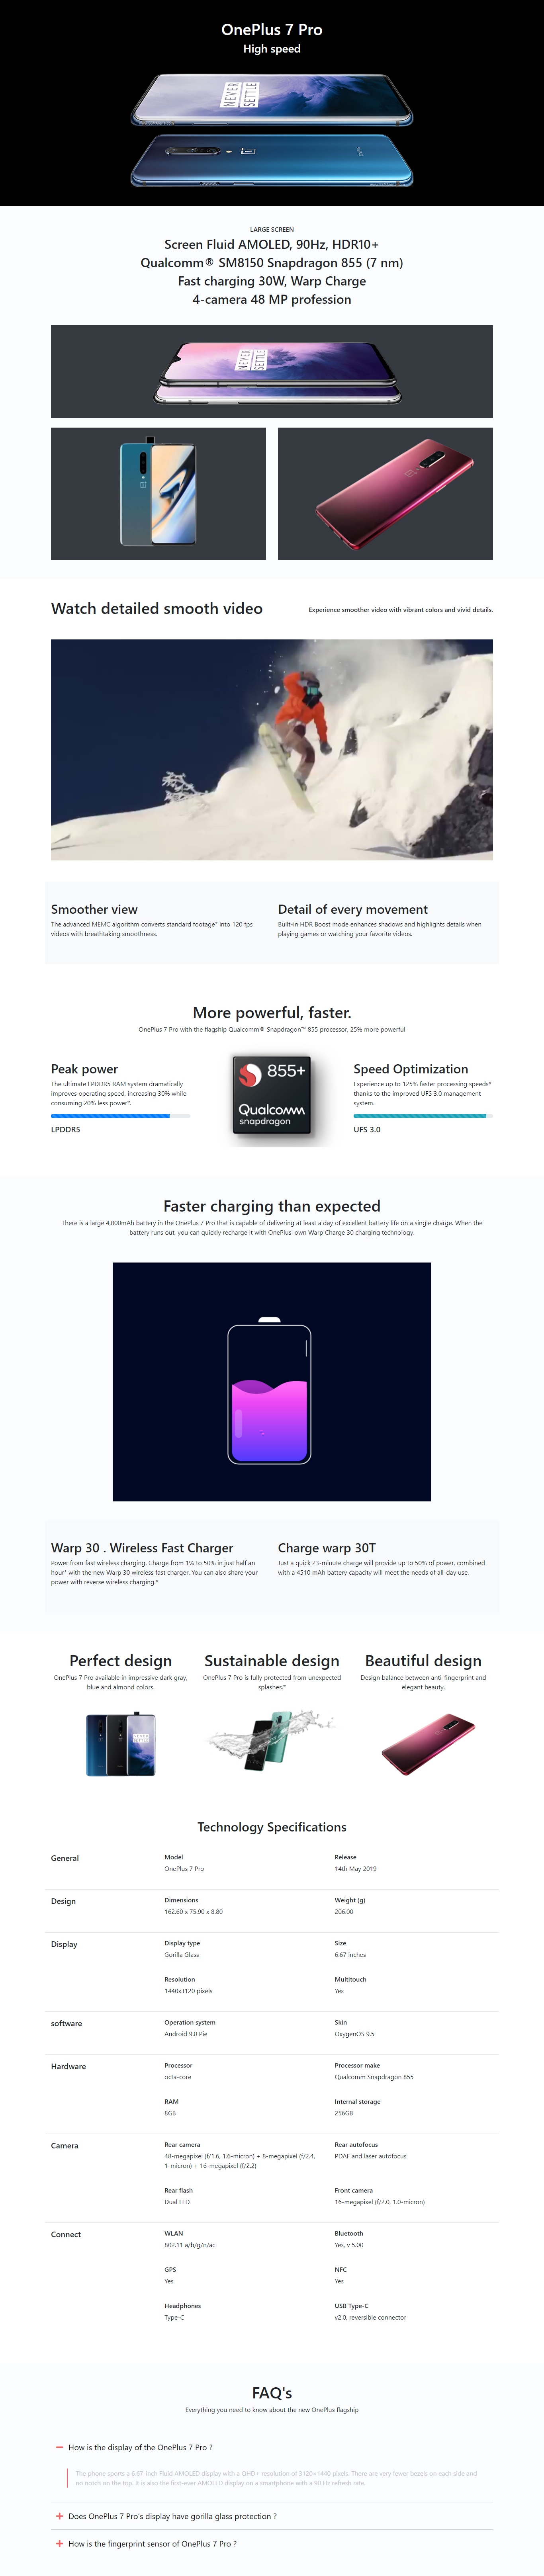 OnePlus 7 Pro
High speed
NEVER
SETTLE
LARGE SCREEN
Screen Fluid AMOLED, 90Hz, HDR10+
Qualcomm® SM8150 Snapdragon 855 (7 nm)
Fast charging 30W, Warp Charge
4-camera 48 MP profession
NEVER
SETTLE
Watch detailed smooth video
Experience smoother video with vibrant colors and vivid details.
Smoother view
The advanced MEMC algorithm converts standard footage* into 120 fps
videos with breathtaking smoothness.
Detail of every movement
Built-in HDR Boost mode enhances shadows and highlights details when
playing games or watching your favorite videos.
More powerful, faster.
OnePlus 7 Pro with the flagship Qualcomm® Snapdragon™ 855 processor, 25% more powerful
Peak power
The ultimate LPDDR5 RAM system dramatically
improves operating speed, increasing 30% while
consuming 20% less power*.
LPDDR5
855+
Qualcomm
snapdragon
Speed Optimization
Experience up to 125% faster processing speeds*
thanks to the improved UFS 3.0 management
system.
UFS 3.0
Faster charging than expected
There is a large 4,000mAh battery in the OnePlus 7 Pro that is capable of delivering at least a day of excellent battery life on a single charge. When the
battery runs out, you can quickly recharge it with OnePlus' own Warp Charge 30 charging technology.
Warp 30 . Wireless Fast Charger
Power from fast wireless charging. Charge from 1% to 50% in just half an
hour* with the new Warp 30 wireless fast charger. You can also share your
power with reverse wireless charging.*
Charge warp 30T
Just a quick 23-minute charge will provide up to 50% of power, combined
with a 4510 mAh battery capacity will meet the needs of all-day use.
Perfect design
OnePlus 7 Pro available in impressive dark gray,
blue and almond colors.
Sustainable design
OnePlus 7 Pro is fully protected from unexpected
splashes.*
Beautiful design
Design balance between anti-fingerprint and
elegant beauty.
Technology Specifications
General
Model
OnePlus 7 Pro
Release
14th May 2019
Design
Dimensions
162.60 x 75.90 x 8.80
Weight (g)
206.00
Display
Display type
Gorilla Glass
Size
6.67 inches
Resolution
1440x3120 pixels
Multitouch
Yes
software
Operation system
Android 9.0 Pie
Skin
OxygenOS 9.5
Hardware
Processor
octa-core
Processor make
Qualcomm Snapdragon 855
RAM
8GB
Internal storage
256GB
Camera
Rear camera
48-megapixel (f/1.6, 1.6-micron) + 8-megapixel (f/2.4,
1-micron) + 16-megapixel (f/2.2)
Rear autofocus
PDAF and laser autofocus
Rear flash
Dual LED
Front camera
16-megapixel (f/2.0, 1.0-micron)
Connect
WLAN
802.11 a/b/g/n/ac
Bluetooth
Yes, v 5.00
GPS
Yes
NFC
Yes
Headphones
Type-C
USB Type-C
v2.0, reversible connector
FAQ's
Everything you need to know about the new OnePlus flagship
How is the display of the OnePlus 7 Pro ?
The phone sports a 6.67-inch Fluid AMOLED display with a QHD+ resolution of 3120×1440 pixels. There are very fewer bezels on each side and
no notch on the top. It is also the first-ever AMOLED display on a smartphone with a 90 Hz refresh rate.
Does OnePlus 7 Pro's display have gorilla glass protection ?
How is the fingerprint sensor of OnePlus 7 Pro ?